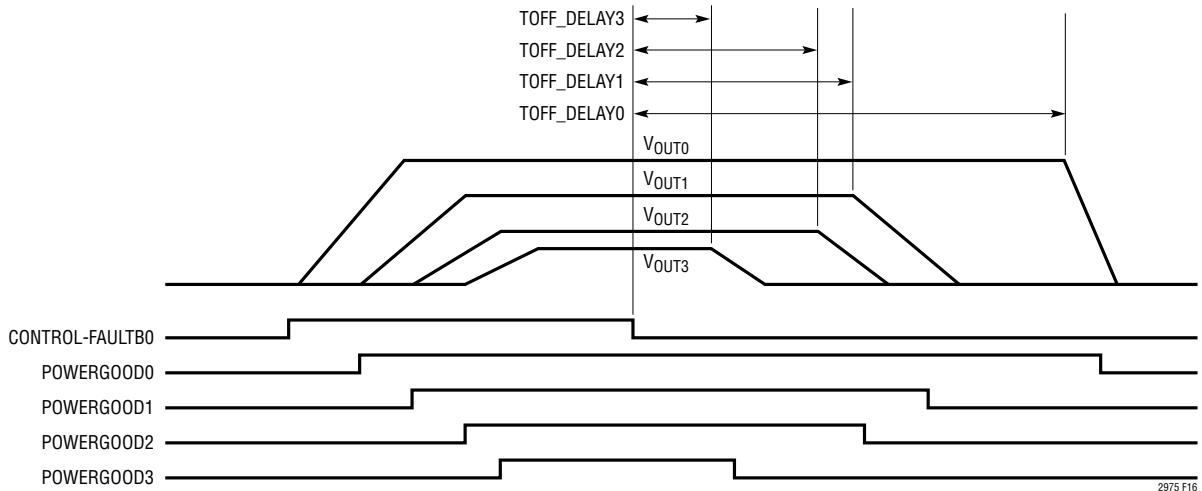 TOFF_DELAY3
TOFF_DELAY2
TOFF_DELAY1
TOFF_DELAY0
VOUT0
VOUT1
VOUT2
VOUT3
CONTROL-FAULTB0
POWERGOOD0
POWERGOOD1
POWERGOOD2
POWERGOOD3
2975 F16